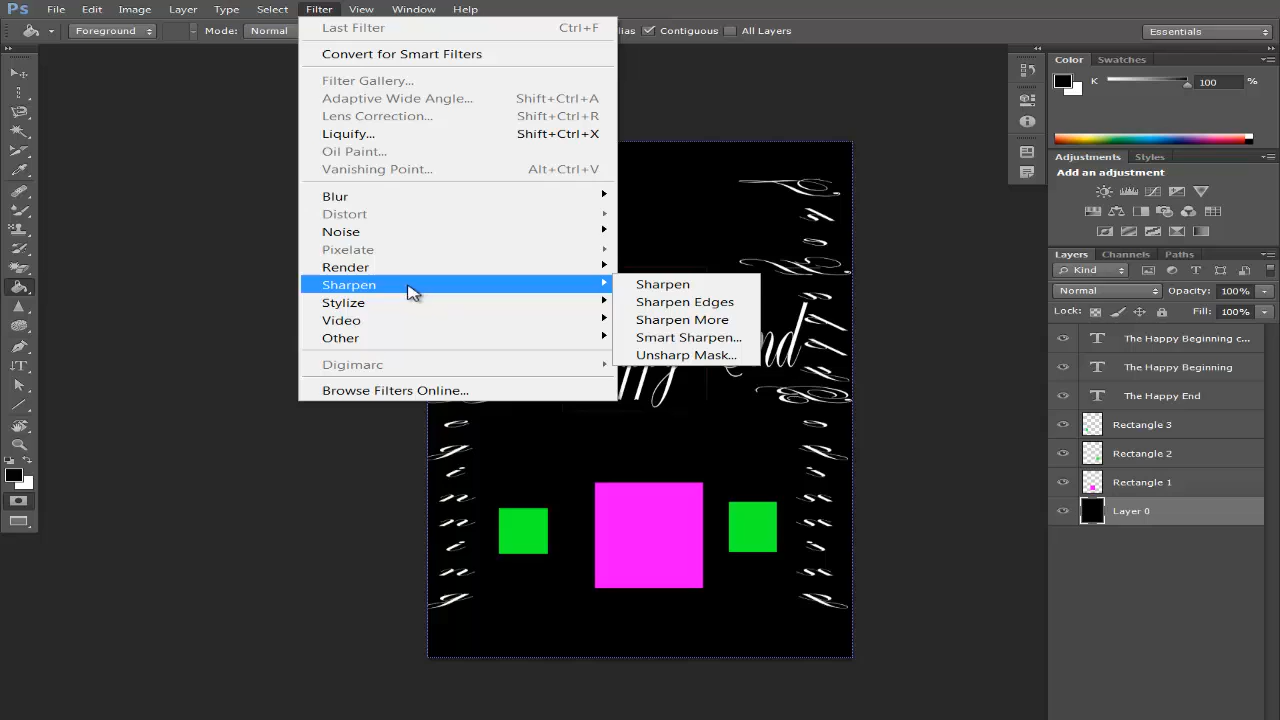 Ps File Edit Image Layer Type Select Filter View Window Help
Foreground Mode: Normal Contiguous All Layers Essentials
Last Filter Ctrl+F
Convert for Smart Filters
Filter Gallery...
Adaptive Wide Angle... Shift+Ctrl+A
Lens Correction... Shift+Ctrl+R
Liquify... Shift+Ctrl+X
Oil Paint...
Vanishing Point... Alt+Ctrl+V
Blur
Distort
Noise
Pixelate
Render
Sharpen
Stylize
Video
Other
Digimarc
Browse Filters Online...
Sharpen
Sharpen Edges
Sharpen More
Smart Sharpen...
Unsharp Mask...
Color Swatches
K 100 %
Adjustments Styles
Add an adjustment
Layers Channels Paths
Kind
Normal Opacity: 100%
Lock: Fill: 100%
The Happy Beginning c...
The Happy Beginning
The Happy End
Rectangle 3
Rectangle 2
Rectangle 1
Layer 0